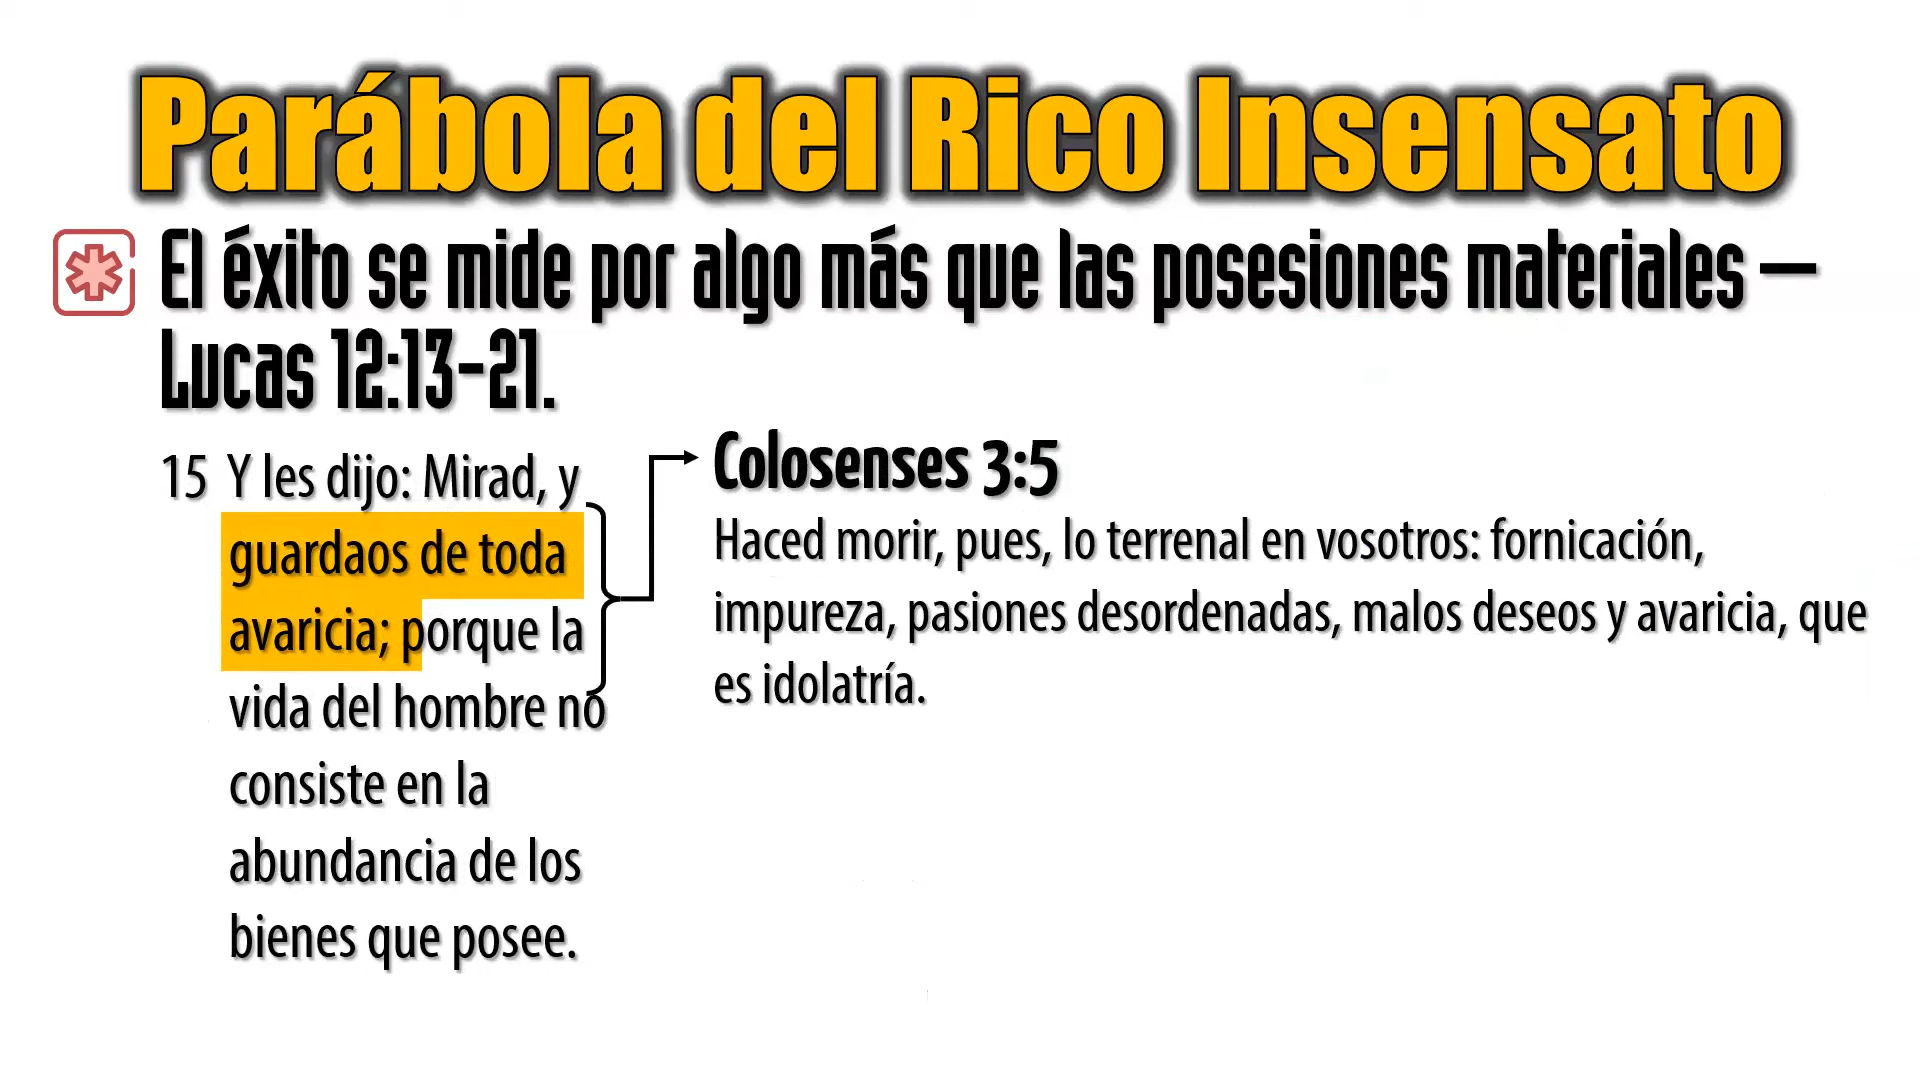 Parábola del Rico Insensato
El éxito se mide por algo más que las posesiones materiales –
Lucas 12:13-21.
15 Y les dijo: Mirad, y
guardaos de toda
avaricia; porque la
vida del hombre no
consiste en la
abundancia de los
bienes que posee.
Colosenses 3:5
Haced morir, pues, lo terrenal en vosotros: fornicación,
impureza, pasiones desordenadas, malos deseos y avaricia, que
es idolatría.